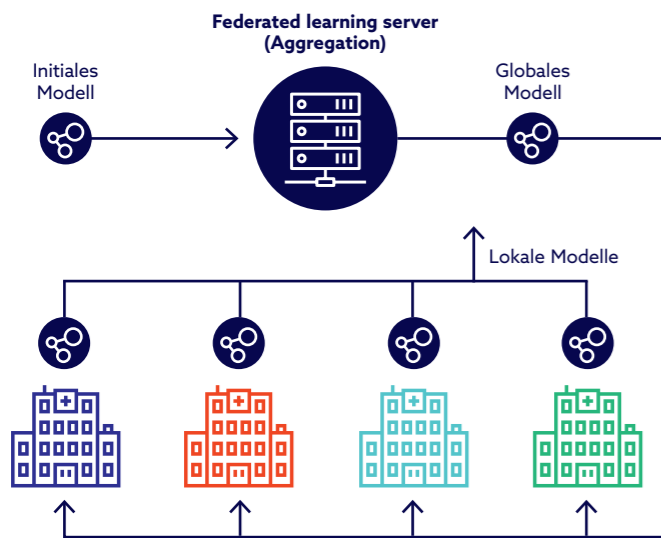 Federated learning server
(Aggregation)
Initiales
Modell
Globales
Modell
Lokale Modelle